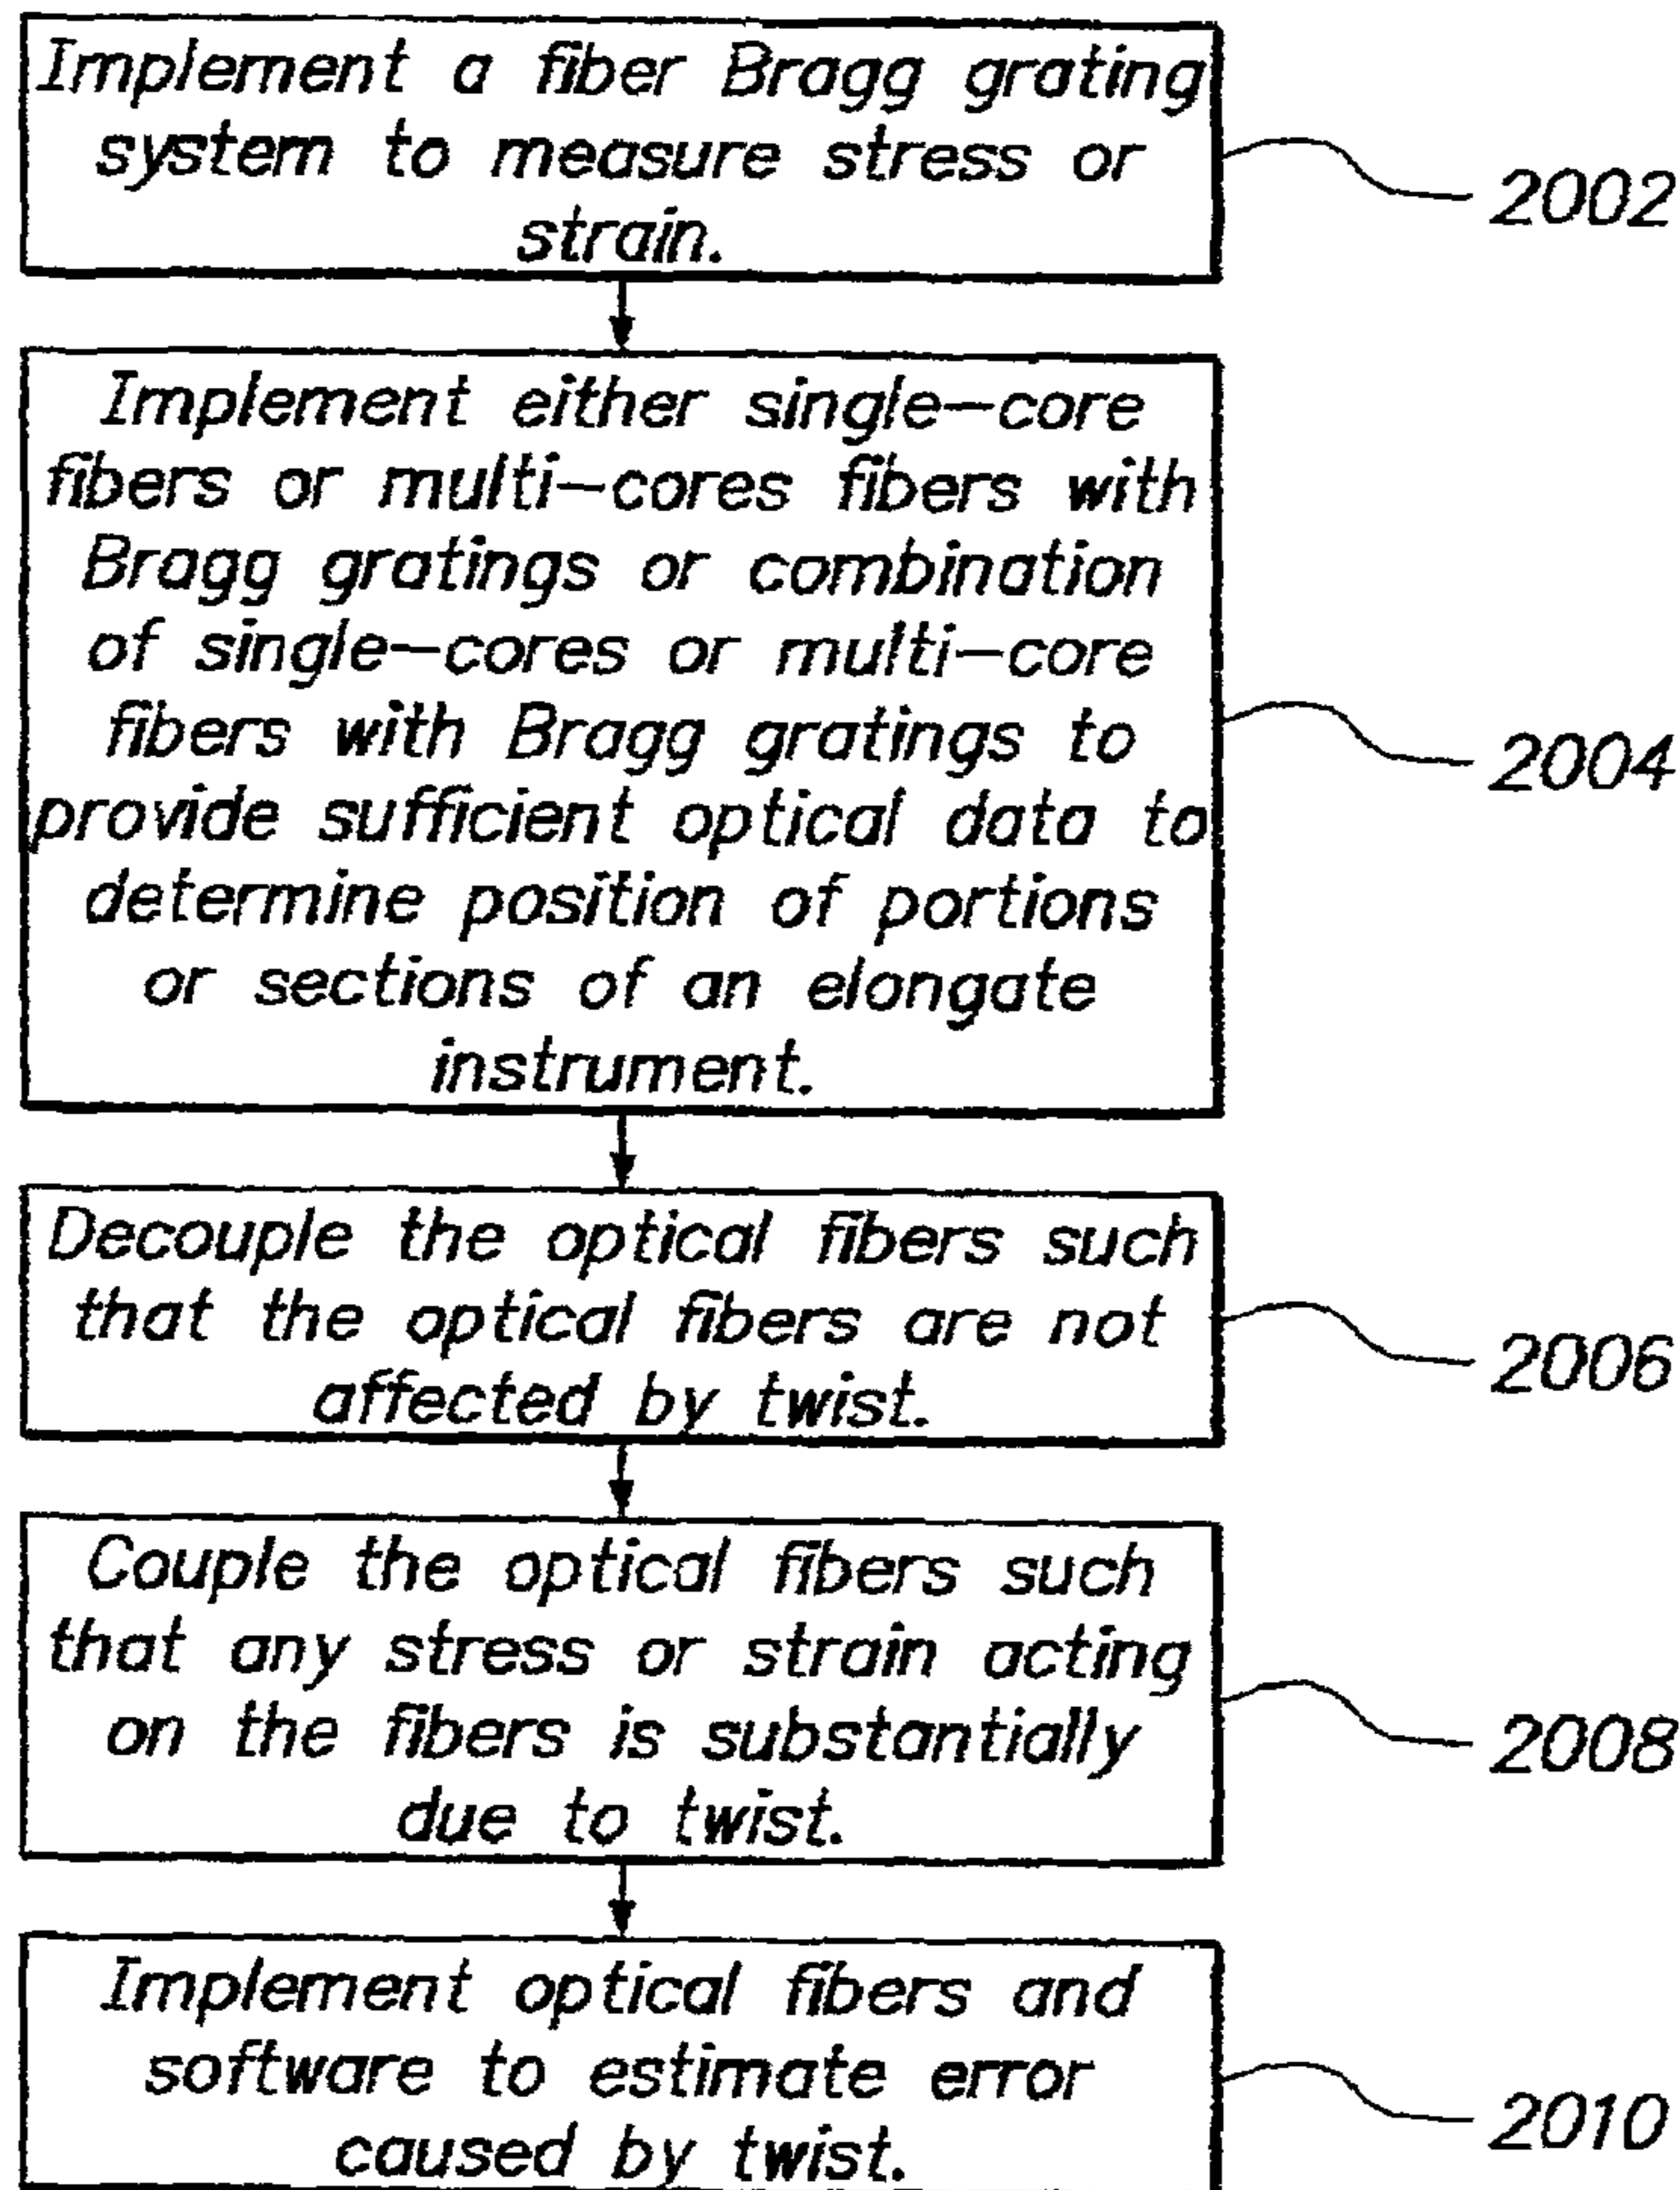 Implement a fiber Bragg grating
system to measure stress or
strain.
2002
Implement either single-core
fibers or multi-cores fibers with
Bragg gratings or combination
of single-cores or multi-core
fibers with Bragg gratings to
provide sufficient optical data to
determine position of portions
or sections of an elongate
instrument.
2004
Decouple the optical fibers such
that the optical fibers are not
affected by twist.
2006
Couple the optical fibers such
that any stress or strain acting
on the fibers is substantially
due to twist.
2008
Implement optical fibers and
software to estimate error
caused by twist.
2010